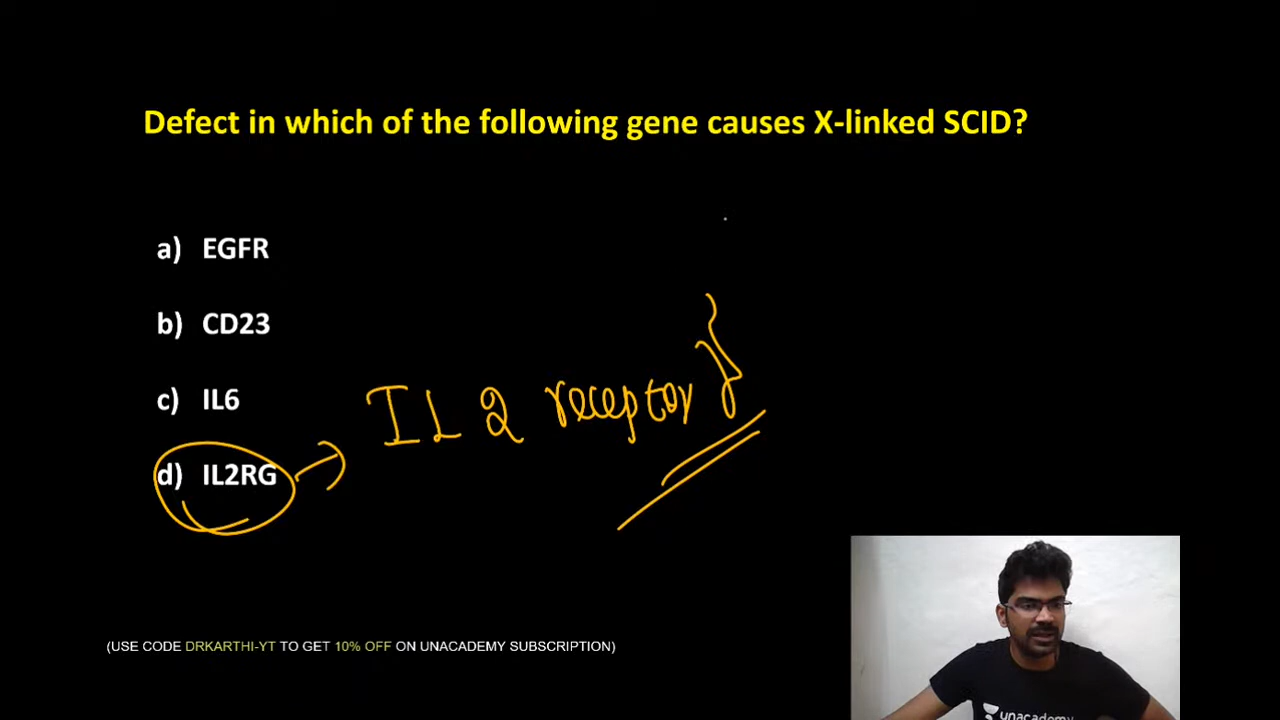 Defect in which of the following gene causes X-linked SCID?
a) EGFR
b) CD23
c) IL6
IL 2 receptor
d) IL2RG
(USE CODE DRKARTHI-YT TO GET 10% OFF ON UNACADEMY SUBSCRIPTION)
unacademy